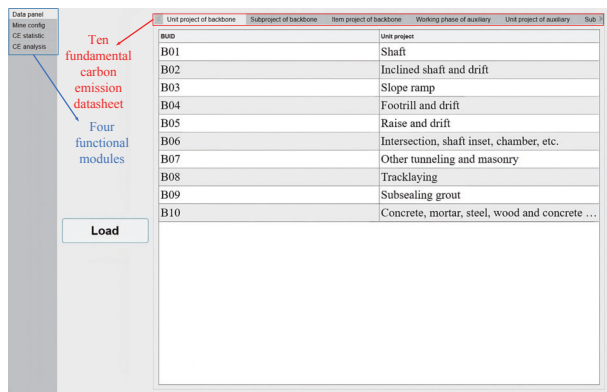 Data panel
Mine config
CE statistic
CE analysis
Ten
fundamental
carbon
emission
datasheet
Four
functional
modules
Load
Unit project of backbone Subproject of backbone Item project of backbone Working phase of auxiliary Unit project of auxiliary Sub
BUID Unit project
B01 Shaft
B02 Inclined shaft and drift
B03 Slope ramp
B04 Footrill and drift
B05 Raise and drift
B06 Intersection, shaft inset, chamber, etc.
B07 Other tunneling and masonry
B08 Tracklaying
B09 Subsealing grout
B10 Concrete, mortar, steel, wood and concrete ...